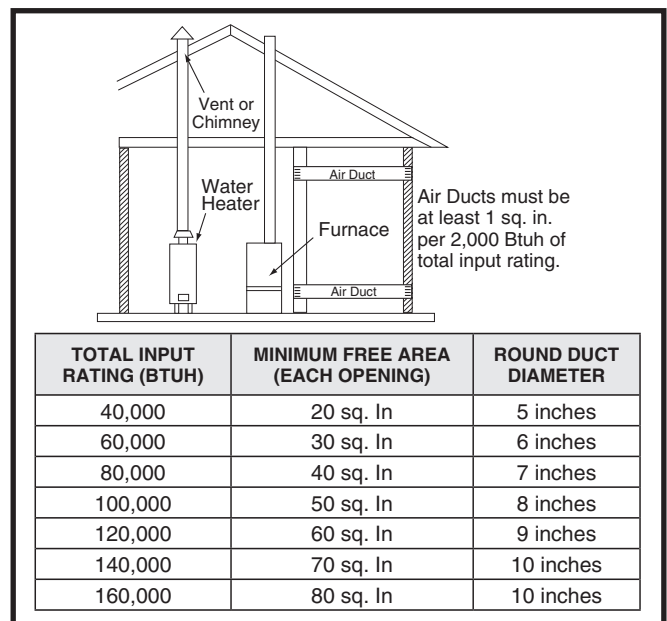 Vent or
Chimney
Air Duct
Water
Heater
Furnace
Air Ducts must be
at least 1 sq. in.
per 2,000 Btuh of
total input rating.
Air Duct
TOTAL INPUT RATING (BTUH) MINIMUM FREE AREA (EACH OPENING) ROUND DUCT DIAMETER
40,000 20 sq. In 5 inches
60,000 30 sq. In 6 inches
80,000 40 sq. In 7 inches
100,000 50 sq. In 8 inches
120,000 60 sq. In 9 inches
140,000 70 sq. In 10 inches
160,000 80 sq. In 10 inches